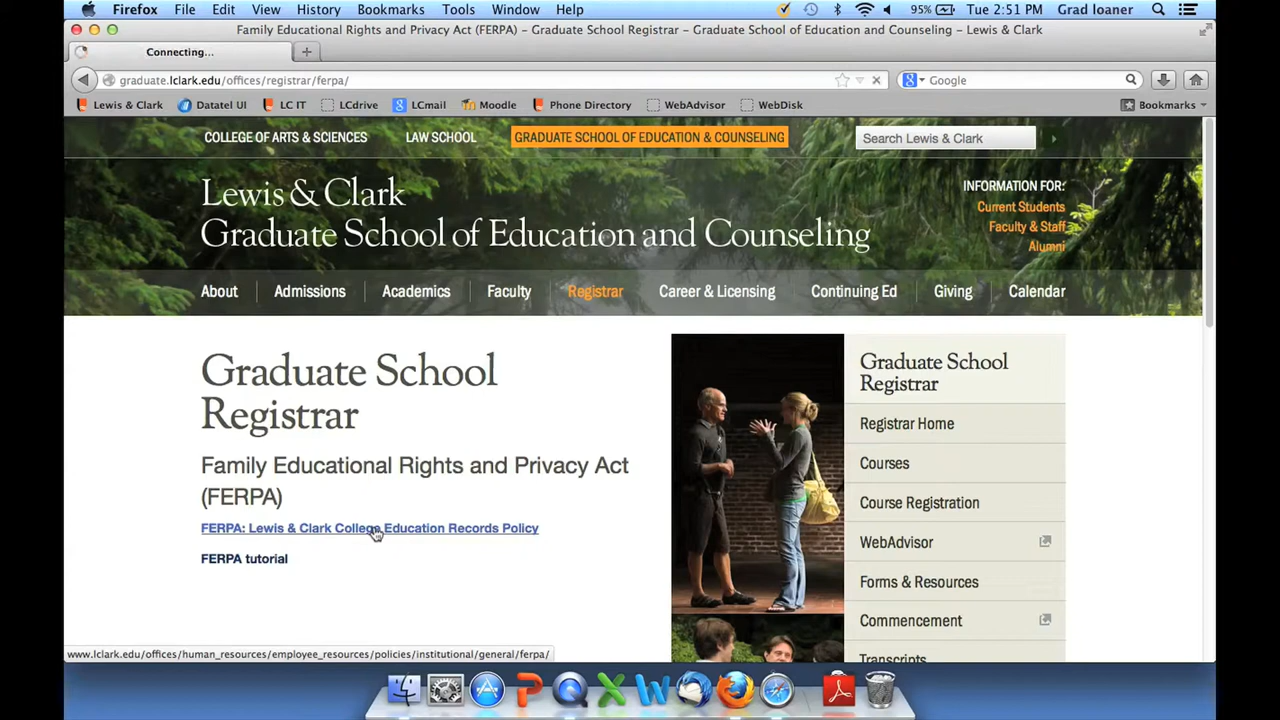 Firefox File Edit View History Bookmarks Tools Window Help 95% Tue 2:51 PM Grad loaner
Family Educational Rights and Privacy Act (FERPA) – Graduate School Registrar – Graduate School of Education and Counseling – Lewis & Clark
Connecting...
graduate.lclark.edu/offices/registrar/ferpa/ Google
Lewis & Clark Datatel UI LC IT LCdrive LCmail Moodle Phone Directory WebAdvisor WebDisk Bookmarks
COLLEGE OF ARTS & SCIENCES LAW SCHOOL GRADUATE SCHOOL OF EDUCATION & COUNSELING Search Lewis & Clark
Lewis & Clark
Graduate School of Education and Counseling
INFORMATION FOR:
Current Students
Faculty & Staff
Alumni
About Admissions Academics Faculty Registrar Career & Licensing Continuing Ed Giving Calendar
Graduate School
Registrar
Family Educational Rights and Privacy Act
(FERPA)
FERPA: Lewis & Clark College Education Records Policy
FERPA tutorial
Graduate School
Registrar
Registrar Home
Courses
Course Registration
WebAdvisor
Forms & Resources
Commencement
Transcripts
www.lclark.edu/offices/human_resources/employee_resources/policies/institutional/general/ferpa/